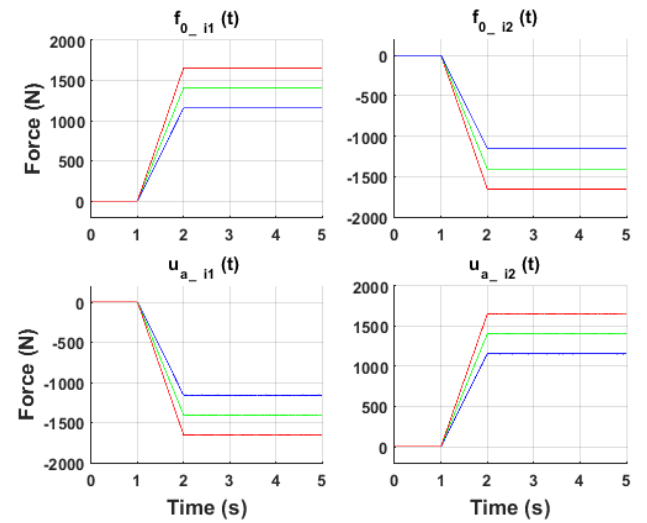 f0_ i1 (t)
f0_ i2 (t)
Force (N)
2000
1500
1000
500
0
0 1 2 3 4 5
0
-500
-1000
-1500
-2000
0 1 2 3 4 5
ua_ i1 (t)
ua_ i2 (t)
Force (N)
0
-500
-1000
-1500
-2000
0 1 2 3 4 5
Time (s)
2000
1500
1000
500
0
0 1 2 3 4 5
Time (s)